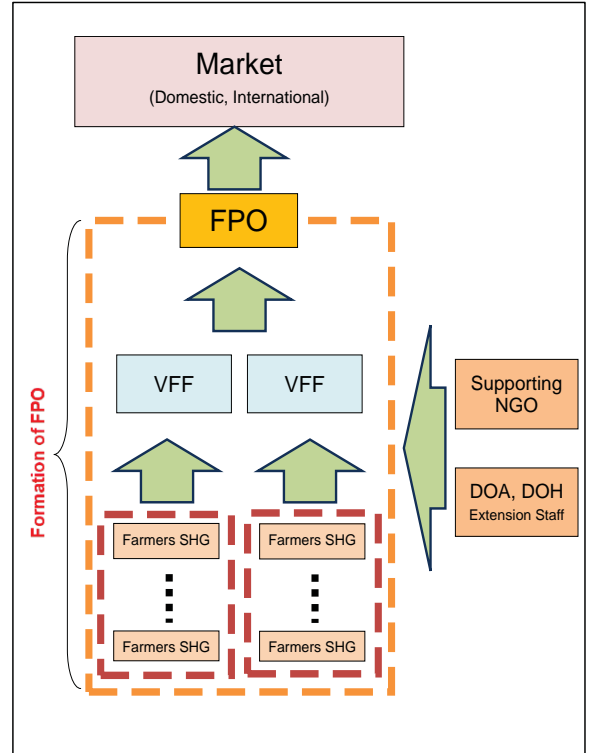 Market
(Domestic, International)
FPO
VFF
VFF
Supporting
NGO
Formation of FPO
DOA, DOH
Extension Staff
Farmers SHG
Farmers SHG
Farmers SHG
Farmers SHG